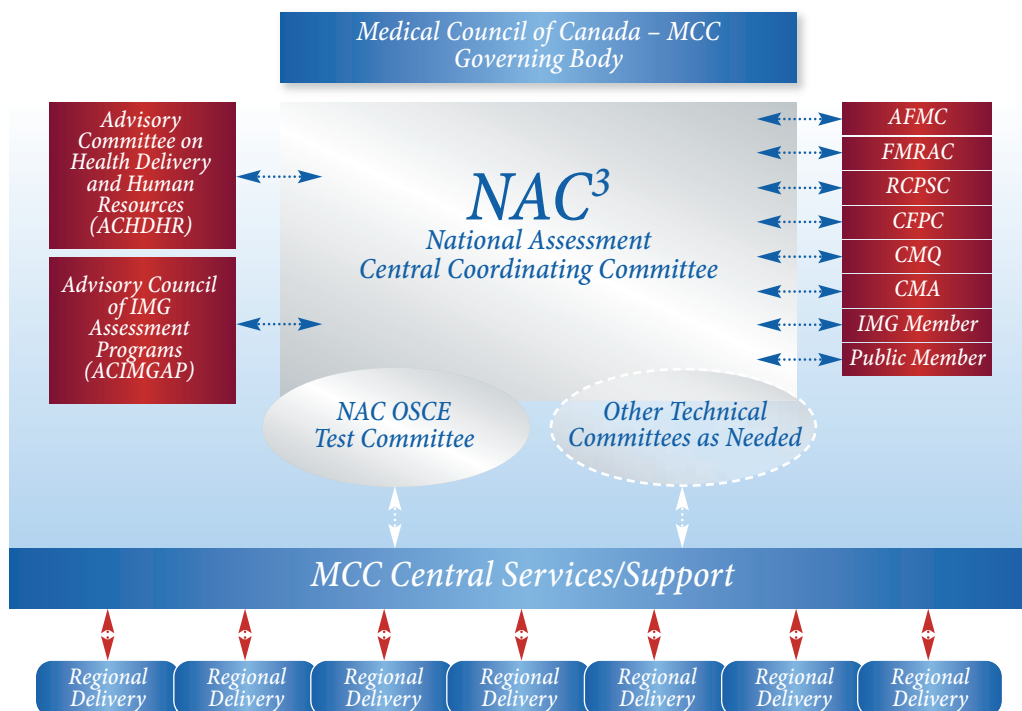 Medical Council of Canada – MCC
Governing Body
Advisory
Committee on
Health Delivery
and Human
Resources
(ACHDHR)
Advisory Council
of IMG
Assessment
Programs
(ACIMGAP)
NAC³
National Assessment
Central Coordinating Committee
AFMC
FMRAC
RCPSC
CFPC
CMQ
CMA
IMG Member
Public Member
NAC OSCE
Test Committee
Other Technical
Committees as Needed
MCC Central Services/Support
Regional
Delivery
Regional
Delivery
Regional
Delivery
Regional
Delivery
Regional
Delivery
Regional
Delivery
Regional
Delivery